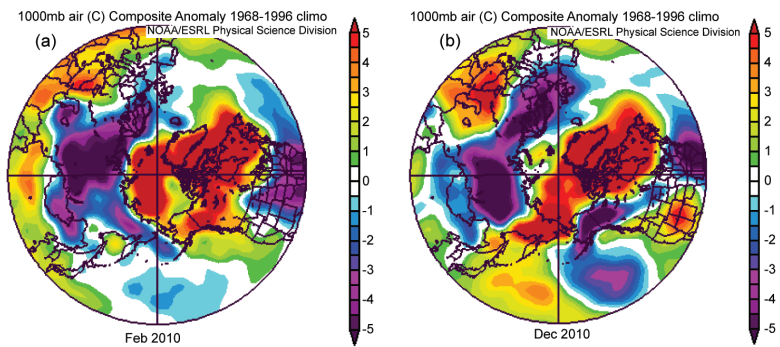 1000mb air (C) Composite Anomaly 1968-1996 climo
NOAA/ESRL Physical Science Division
(a)
5
4
3
2
1
0
-1
-2
-3
-4
-5
Feb 2010
1000mb air (C) Composite Anomaly 1968-1996 climo
NOAA/ESRL Physical Science Division
(b)
5
4
3
2
1
0
-1
-2
-3
-4
-5
Dec 2010